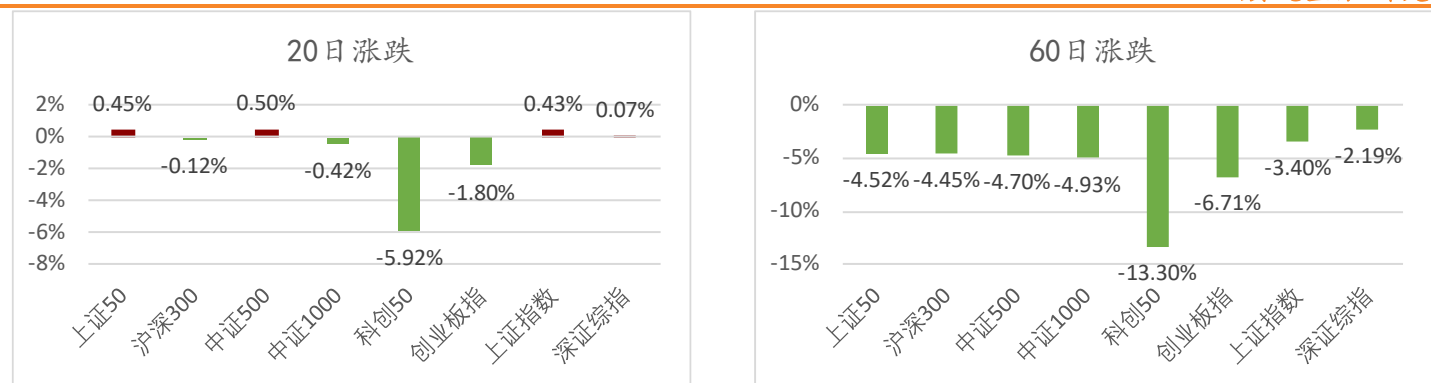 20日涨跌
2%
0%
-2%
-4%
-6%
-8%
0.45%
-0.12%
0.50%
-0.42%
-5.92%
-1.80%
0.43%
0.07%
上证50
沪深300
中证500
中证1000
科创50
创业板指
上证指数
深证综指
60日涨跌
0%
-5%
-10%
-15%
-4.52%
-4.45%
-4.70%
-4.93%
-13.30%
-6.71%
-3.40%
-2.19%
上证50
沪深300
中证500
中证1000
科创50
创业板指
上证指数
深证综指